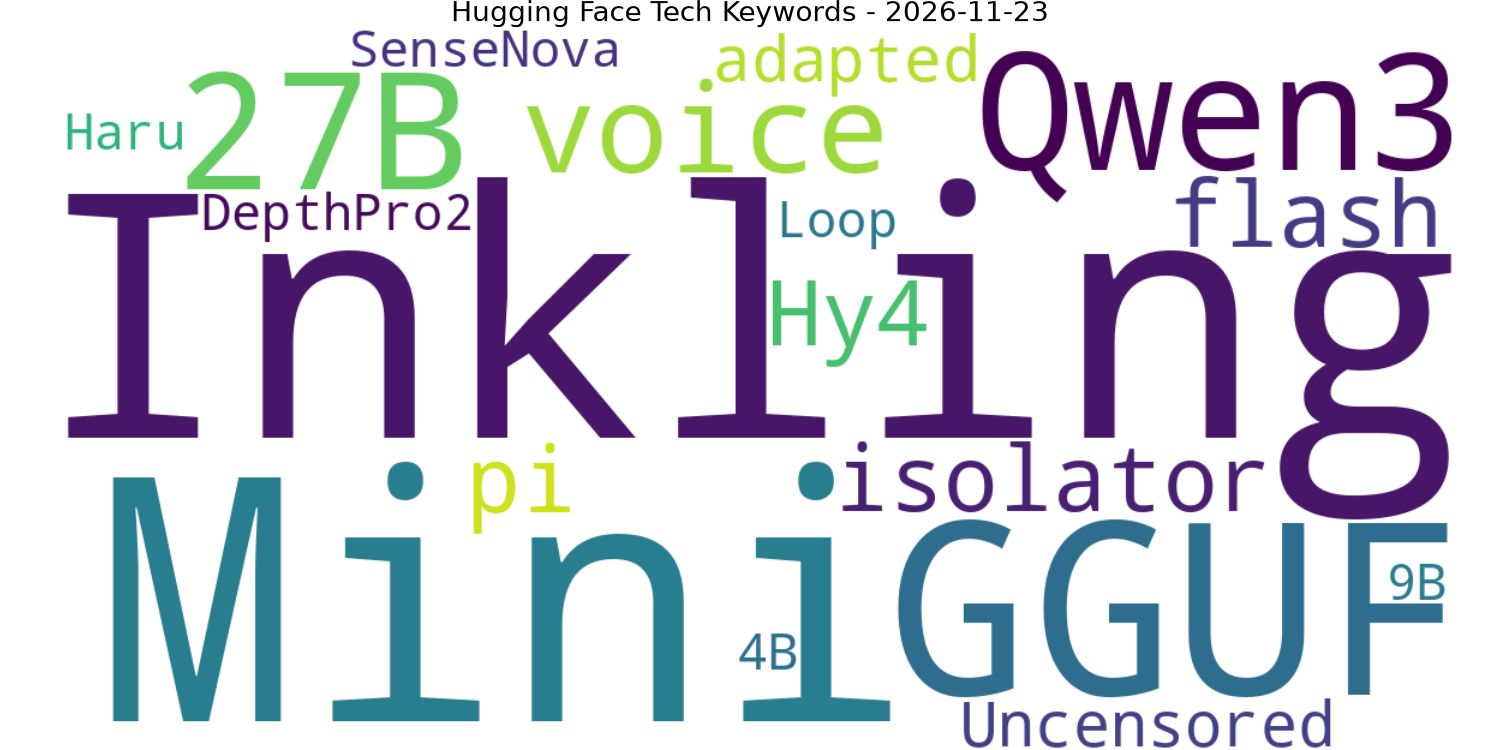 Hugging Face Tech Keywords - 2026-11-23
SenseNova
adapted
Haru
27B
voice
Qwen3
DepthPro2
Loop
flash
Inkling
Hy4
pi
isolator
Mini
GGUF
9B
4B
Uncensored